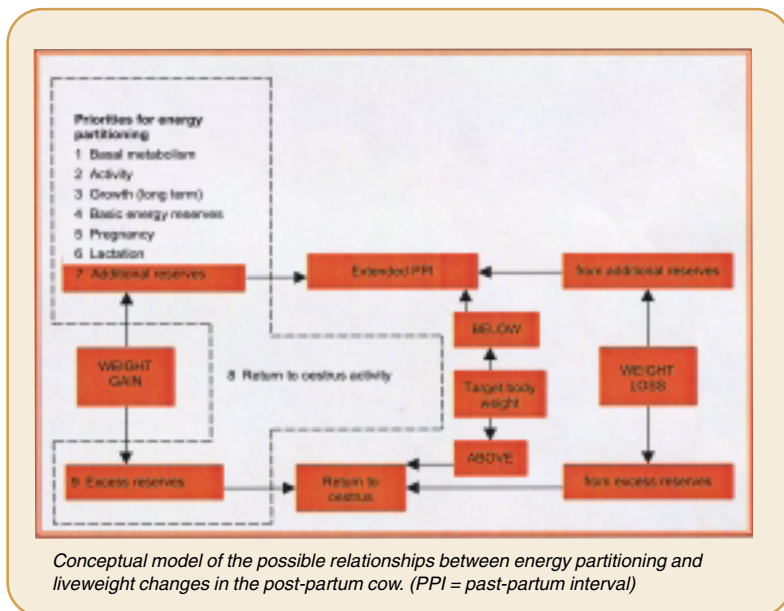 Priorities for energy
partitioning
1 Basal metabolism
2 Activity
3 Growth (long term)
4 Basic energy reserves
5 Pregnancy
6 Lactation
7 Additional reserves
Extended PPI
from additional reserves
BELOW
WEIGHT
GAIN
8 Return to oestrus activity
Target body
weight
WEIGHT
LOSS
ABOVE
9 Excess reserves
Return to
oestrus
from excess reserves
Conceptual model of the possible relationships between energy partitioning and
liveweight changes in the post-partum cow. (PPI = past-partum interval)